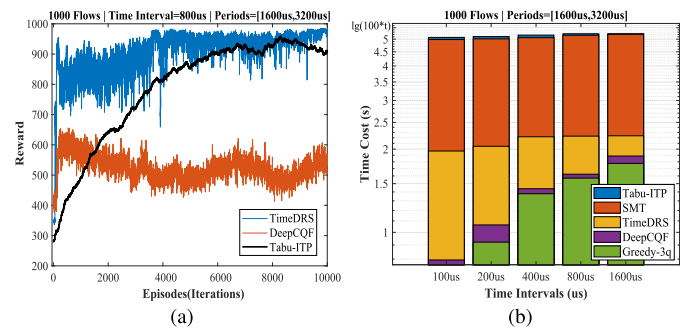 1000 Flows | Time Interval=800us | Periods=[1600us,3200us]
1000
900
800
700
600
500
400
300
200
Reward
0
2000
4000
6000
8000
10000
Episodes(Iterations)
TimeDRS
DeepCQF
Tabu-ITP
(a)
1000 Flows | Periods=[1600us,3200us]
lg(100*t)
5
4
3
2.5
2
1.5
1
Time Cost (s)
Tabu-ITP
SMT
TimeDRS
DeepCQF
Greedy-3q
100us
200us
400us
800us
1600us
Time Intervals (us)
(b)